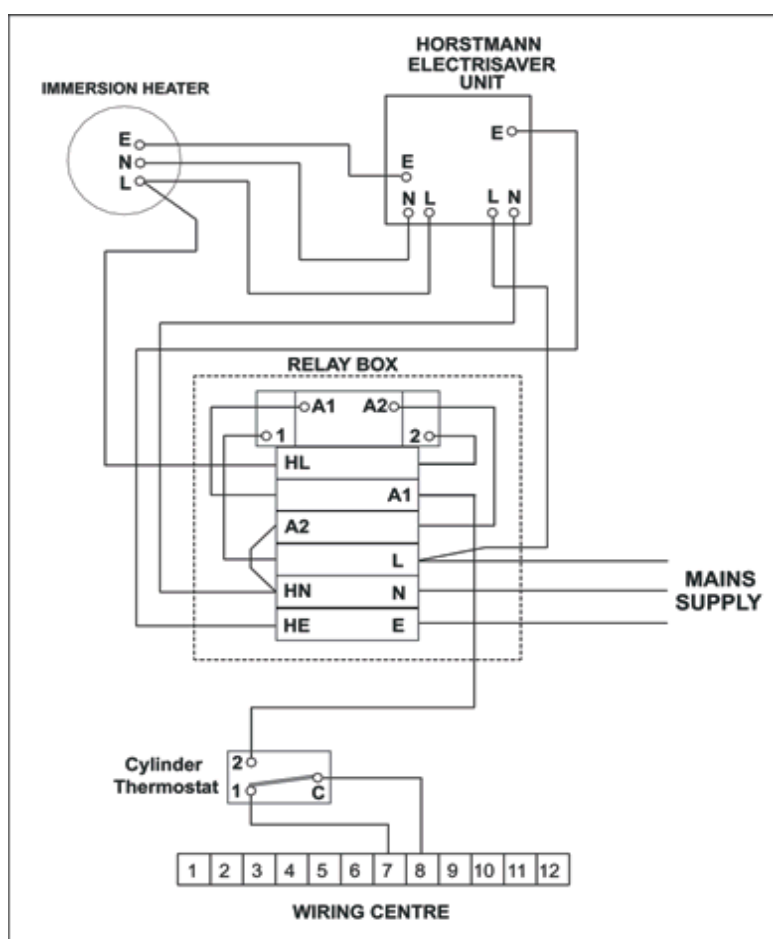 HORSTMANN
ELECTRISAVER
UNIT
IMMERSION HEATER
E
N
L
E
E
N L
L N
RELAY BOX
A1 A2
1 2
HL
A1
A2
L
HN N
HE E
MAINS
SUPPLY
Cylinder
Thermostat
2
1 C
1 2 3 4 5 6 7 8 9 10 11 12
WIRING CENTRE